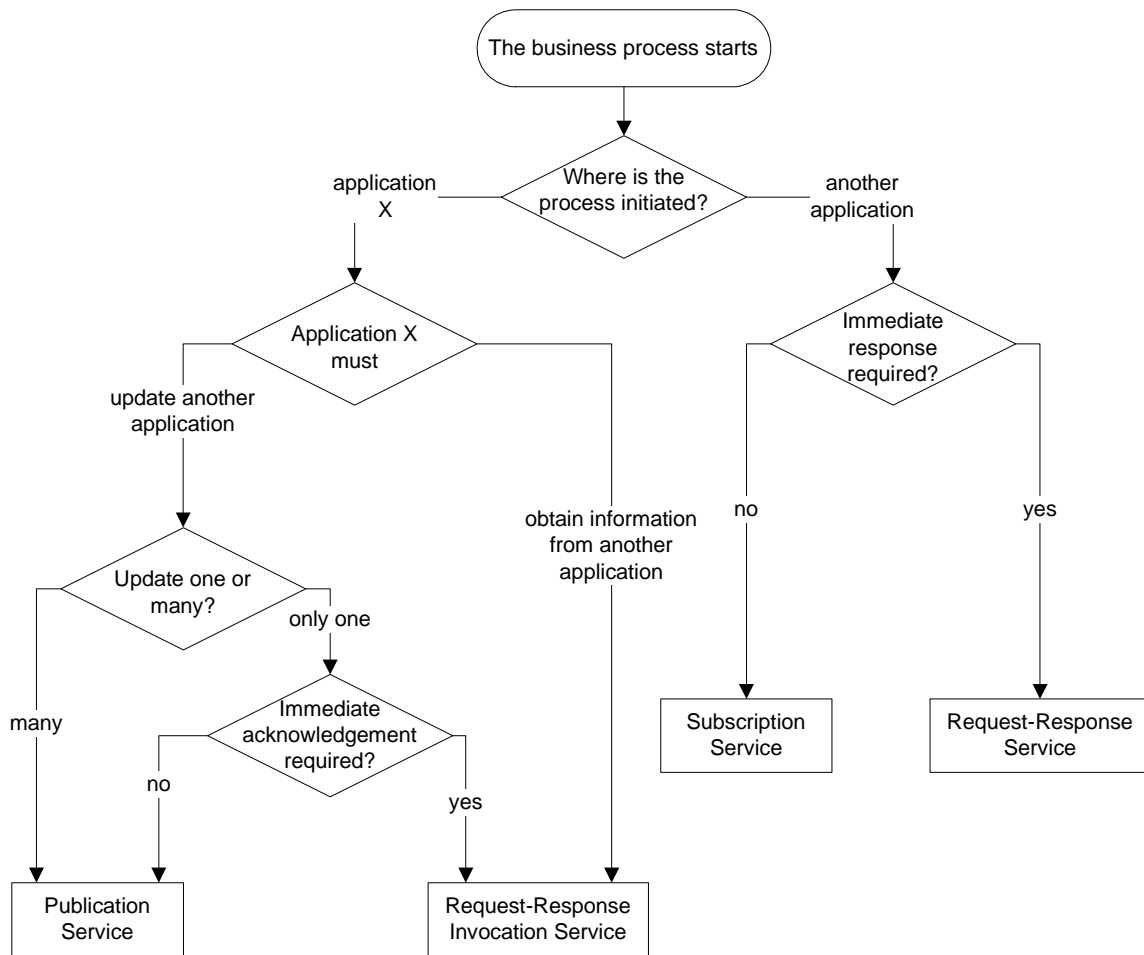 The business process starts
Where is the
process initiated?
application
X
another
application
Application X
must
Immediate
response
required?
update another
application
obtain information
from another
application
no
yes
Update one or
many?
only one
many
Immediate
acknowledgement
required?
no
yes
Subscription
Service
Request-Response
Service
Publication
Service
Request-Response
Invocation Service